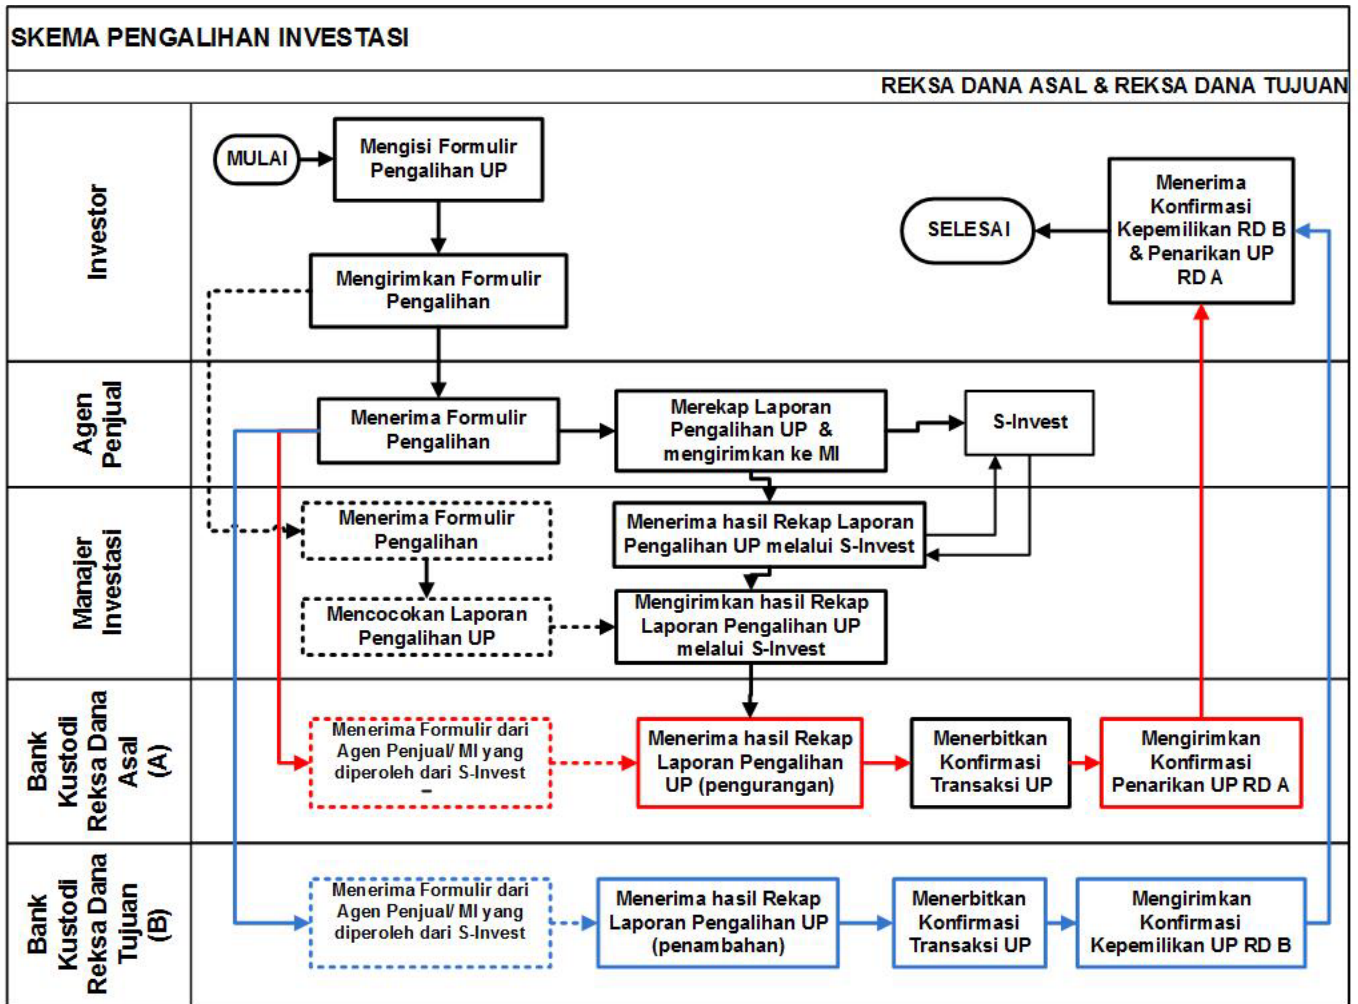 SKEMA PENGALIHAN INVESTASI
REKSA DANA ASAL & REKSA DANA TUJUAN
Investor
MULAI
Mengisi Formulir
Pengalihan UP
Mengirimkan Formulir
Pengalihan
SELESAI
Menerima
Konfirmasi
Kepemilikan RD B
& Penarikan UP
RD A
Agen
Penjual
Menerima Formulir
Pengalihan
Merekap Laporan
Pengalihan UP &
mengirimkan ke MI
S-Invest
Manajer
Investasi
Menerima Formulir
Pengalihan
Menerima hasil Rekap Laporan
Pengalihan UP melalui S-Invest
Mencocokan Laporan
Pengalihan UP
Mengirimkan hasil Rekap
Laporan Pengalihan UP
melalui S-Invest
Bank
Kustodi
Reksa Dana
Asal
(A)
Menerima Formulir dari
Agen Penjual/ MI yang
diperoleh dari S-Invest
–
Menerima hasil Rekap
Laporan Pengalihan
UP (pengurangan)
Menerbitkan
Konfirmasi
Transaksi UP
Mengirimkan
Konfirmasi
Penarikan UP RD A
Bank
Kustodi
Reksa Dana
Tujuan
(B)
Menerima Formulir dari
Agen Penjual/ MI yang
diperoleh dari S-Invest
Menerima hasil Rekap
Laporan Pengalihan UP
(penambahan)
Menerbitkan
Konfirmasi
Transaksi UP
Mengirimkan
Konfirmasi
Kepemilikan UP RD B